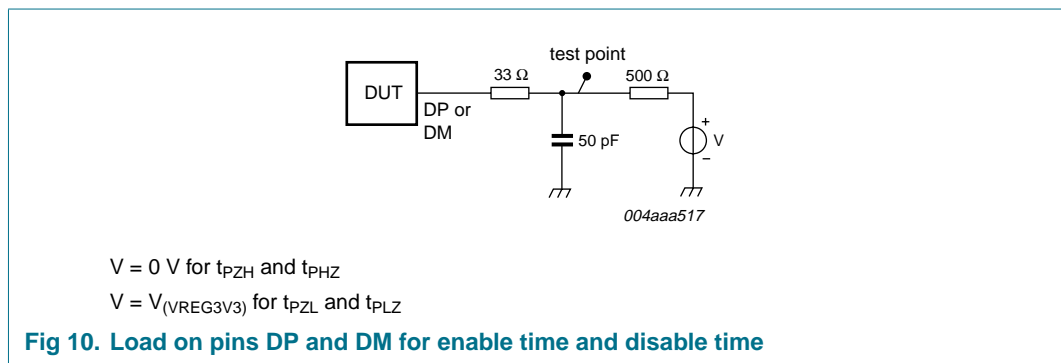 test point
33 Ω
500 Ω
DUT
DP or
DM
50 pF
+
V
−
004aaa517
V = 0 V for tPZH and tPHZ
V = V(VREG3V3) for tPZL and tPLZ
Fig 10. Load on pins DP and DM for enable time and disable time